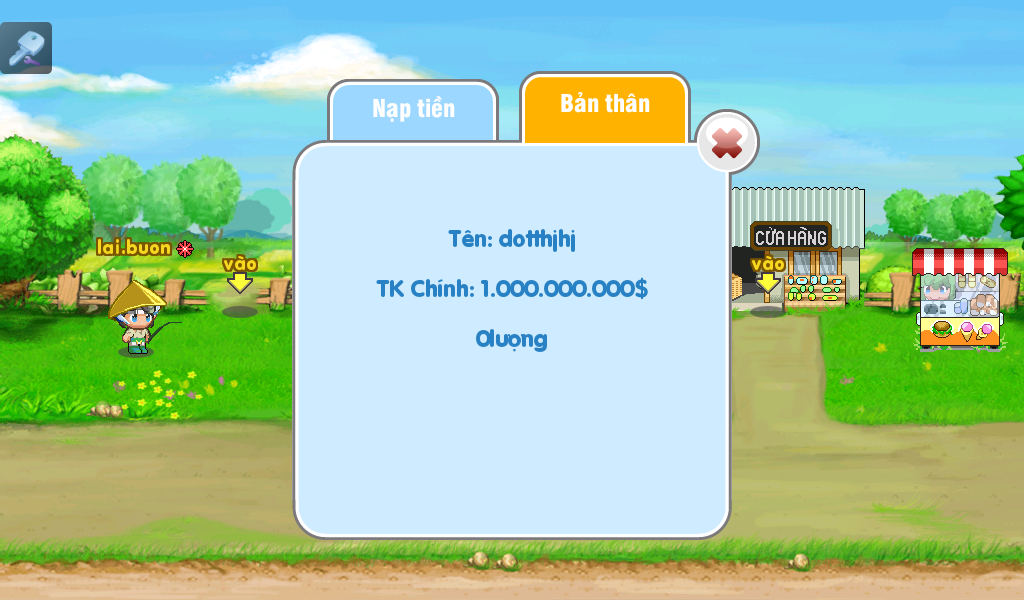 Nạp tiền
Bản thân
Tên: dotthjhj
TK Chính: 1.000.000.000$
0lượng
lai.buon
vào
CỬA HÀNG
vào